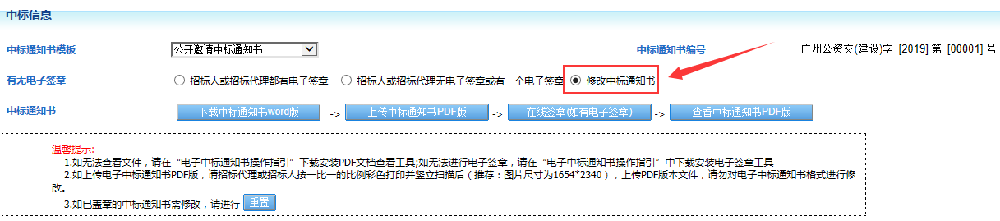 中标信息
中标通知书模板 公开邀请中标通知书 中标通知书编号 广州公资交(建设)字 [2019] 第 [00001] 号
有无电子签章 招标人或招标代理都有电子签章 招标人或招标代理无电子签章或有一个电子签章 修改中标通知书
中标通知书 下载中标通知书word版 -> 上传中标通知书PDF版 -> 在线签章(如有电子签章) -> 查看中标通知书PDF版
温馨提示:
1.如无法查看文件，请在“电子中标通知书操作指引”下载安装PDF文档查看工具;如无法进行电子签章，请在“电子中标通知书操作指引”中下载安装电子签章工具
2.如上传电子中标通知书PDF版，请招标代理或招标人按一比一的比例彩色打印并竖立扫描后（推荐：图片尺寸为1654*2340），上传PDF版本文件，请勿对电子中标通知书格式进行修
改。
3.如已盖章的中标通知书需修改，请进行 重置